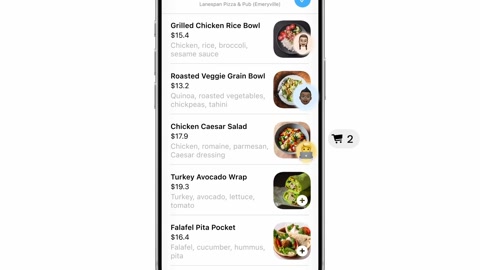 Lanespan Pizza & Pub (Emeryville)
Grilled Chicken Rice Bowl
$15.4
Chicken, rice, broccoli,
sesame sauce
Roasted Veggie Grain Bowl
$13.2
Quinoa, roasted vegetables,
chickpeas, tahini
2
Chicken Caesar Salad
$17.9
Chicken, romaine, parmesan,
Caesar dressing
Turkey Avocado Wrap
$19.3
Turkey, avocado, lettuce,
tomato
Falafel Pita Pocket
$16.4
Falafel, cucumber, hummus,
pita